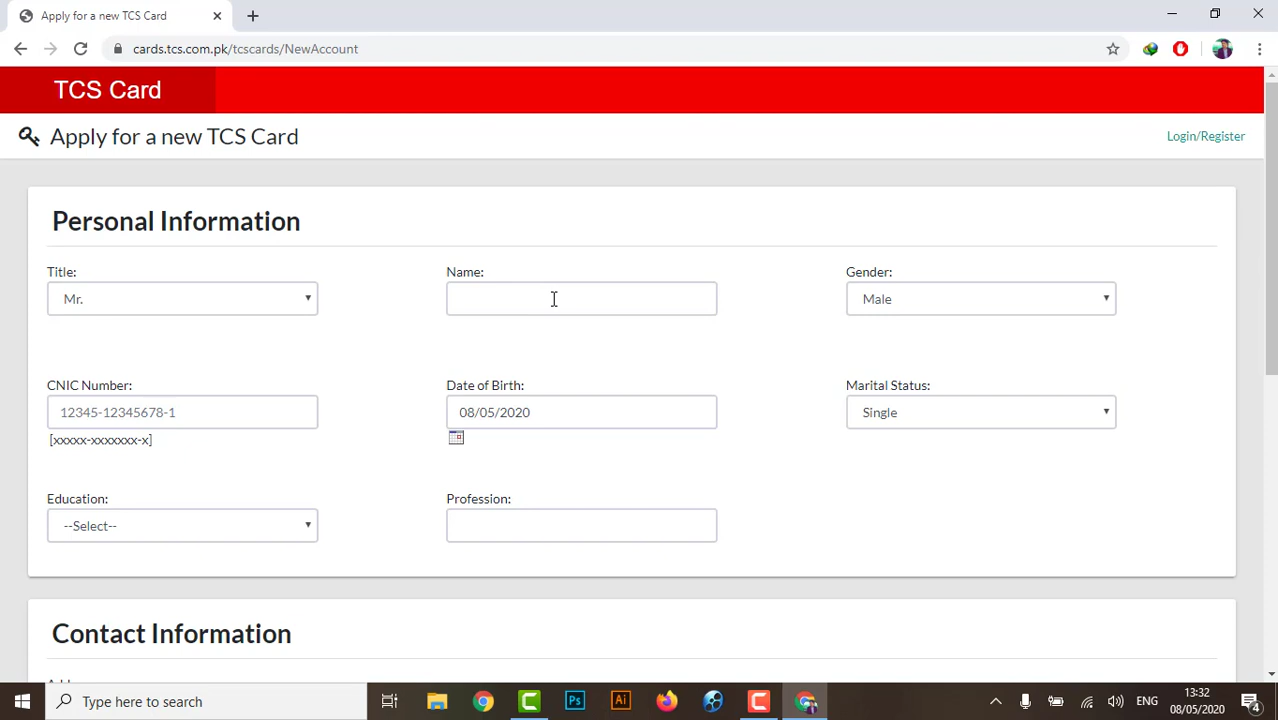 Apply for a new TCS Card
cards.tcs.com.pk/tcscards/NewAccount
TCS Card
Apply for a new TCS Card
Login/Register
Personal Information
Title:
Name:
Gender:
Mr.
Male
CNIC Number:
Date of Birth:
Marital Status:
12345-12345678-1
08/05/2020
Single
[xxxxx-xxxxxxx-x]
Education:
Profession:
--Select--
Contact Information
Type here to search
Ps
Ai
ENG
13:32
08/05/2020
4